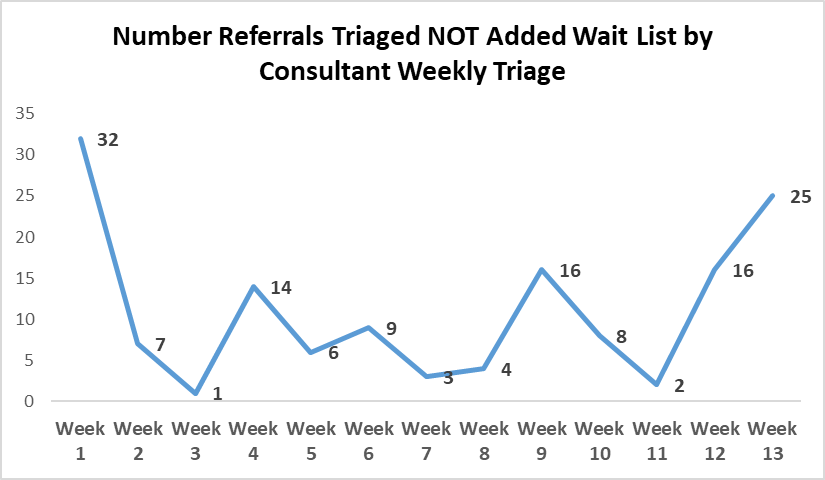 Number Referrals Triaged NOT Added Wait List by
Consultant Weekly Triage
35
30
25
20
15
10
5
0
32
7
1
14
6
9
3
4
16
8
2
16
25
Week 1
Week 2
Week 3
Week 4
Week 5
Week 6
Week 7
Week 8
Week 9
Week 10
Week 11
Week 12
Week 13